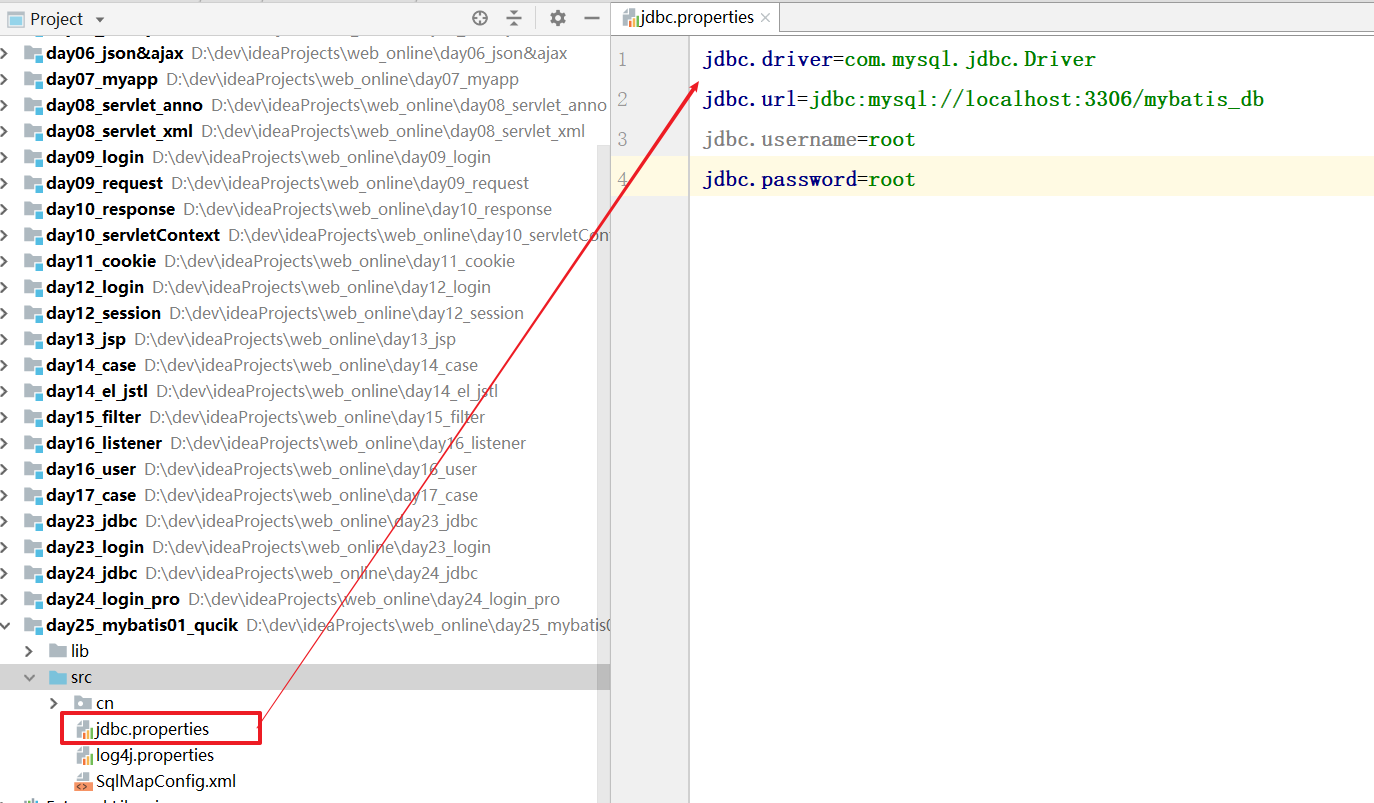 Project
day06_json&ajax D:\dev\ideaProjects\web_online\day06_json&ajax
day07_myapp D:\dev\ideaProjects\web_online\day07_myapp
day08_servlet_anno D:\dev\ideaProjects\web_online\day08_servlet_anno
day08_servlet_xml D:\dev\ideaProjects\web_online\day08_servlet_xml
day09_login D:\dev\ideaProjects\web_online\day09_login
day09_request D:\dev\ideaProjects\web_online\day09_request
day10_response D:\dev\ideaProjects\web_online\day10_response
day10_servletContext D:\dev\ideaProjects\web_online\day10_servletCon
day11_cookie D:\dev\ideaProjects\web_online\day11_cookie
day12_login D:\dev\ideaProjects\web_online\day12_login
day12_session D:\dev\ideaProjects\web_online\day12_session
day13_jsp D:\dev\ideaProjects\web_online\day13_jsp
day14_case D:\dev\ideaProjects\web_online\day14_case
day14_el_jstl D:\dev\ideaProjects\web_online\day14_el_jstl
day15_filter D:\dev\ideaProjects\web_online\day15_filter
day16_listener D:\dev\ideaProjects\web_online\day16_listener
day16_user D:\dev\ideaProjects\web_online\day16_user
day17_case D:\dev\ideaProjects\web_online\day17_case
day23_jdbc D:\dev\ideaProjects\web_online\day23_jdbc
day23_login D:\dev\ideaProjects\web_online\day23_login
day24_jdbc D:\dev\ideaProjects\web_online\day24_jdbc
day24_login_pro D:\dev\ideaProjects\web_online\day24_login_pro
day25_mybatis01_qucik D:\dev\ideaProjects\web_online\day25_mybatis0
lib
src
cn
jdbc.properties
log4j.properties
SqlMapConfig.xml
jdbc.properties
1 jdbc.driver=com.mysql.jdbc.Driver
2 jdbc.url=jdbc:mysql://localhost:3306/mybatis_db
3 jdbc.username=root
4 jdbc.password=root